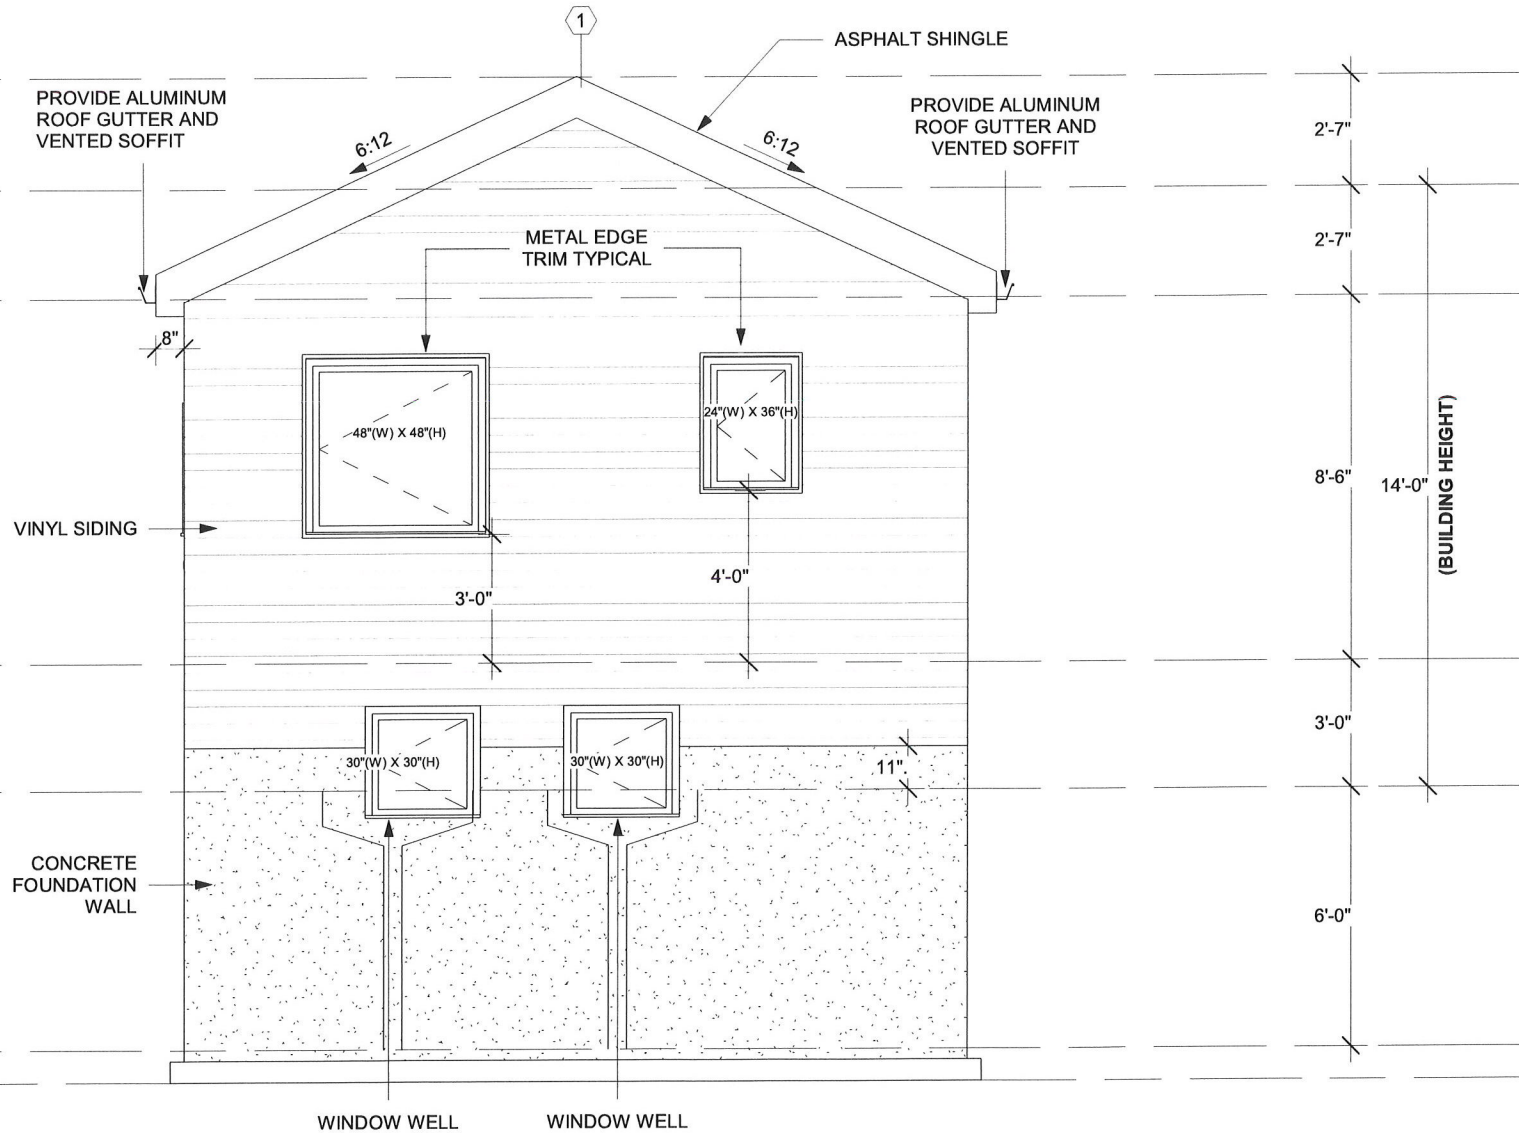 1
ASPHALT SHINGLE
PROVIDE ALUMINUM
ROOF GUTTER AND
VENTED SOFFIT
PROVIDE ALUMINUM
ROOF GUTTER AND
VENTED SOFFIT
6:12
6:12
2'-7"
2'-7"
METAL EDGE
TRIM TYPICAL
8"
24"(W) X 36"(H)
48"(W) X 48"(H)
8'-6"
14'-0"
(BUILDING HEIGHT)
VINYL SIDING
4'-0"
3'-0"
3'-0"
30"(W) X 30"(H)
30"(W) X 30"(H)
11"
CONCRETE
FOUNDATION
WALL
6'-0"
WINDOW WELL
WINDOW WELL